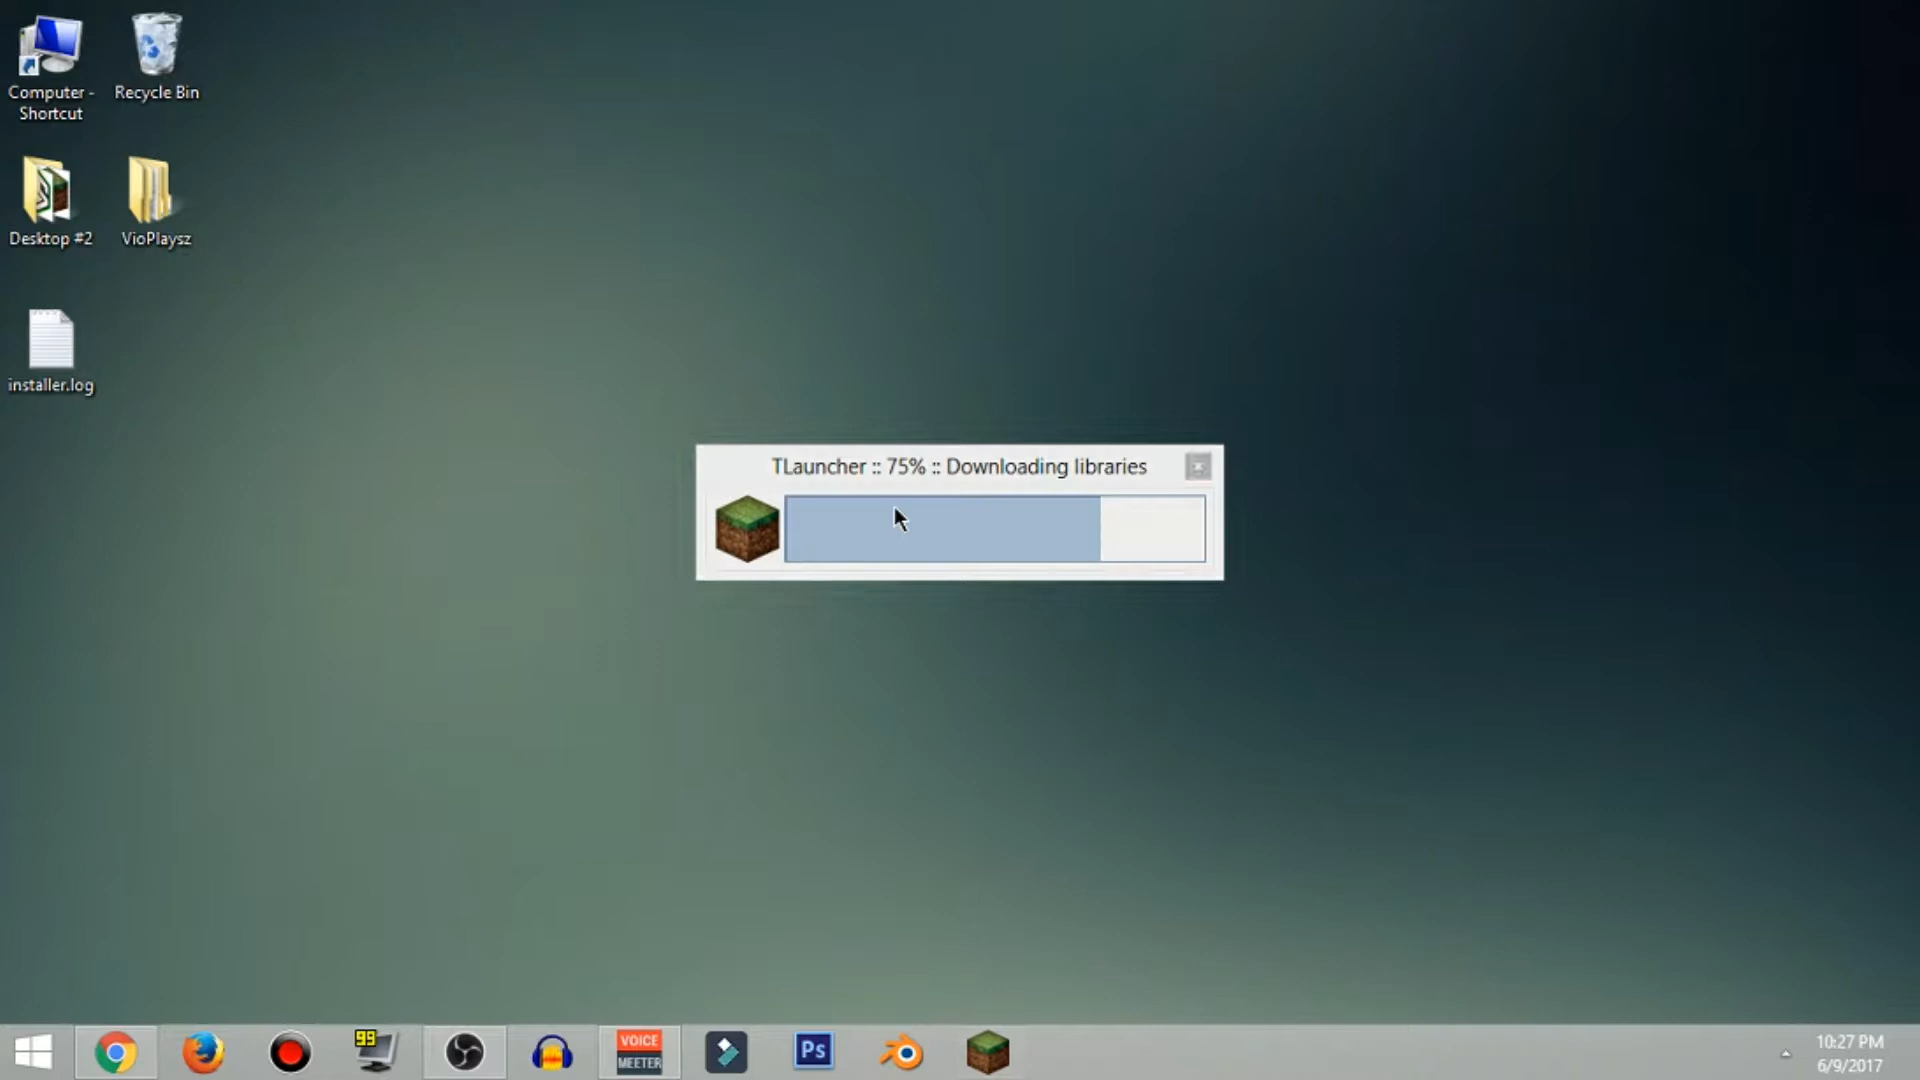 Computer -
Shortcut
Recycle Bin
Desktop #2
VioPlaysz
installer.log
TLauncher :: 75% :: Downloading libraries
99
VOICE
MEETER
Ps
10:27 PM
6/9/2017